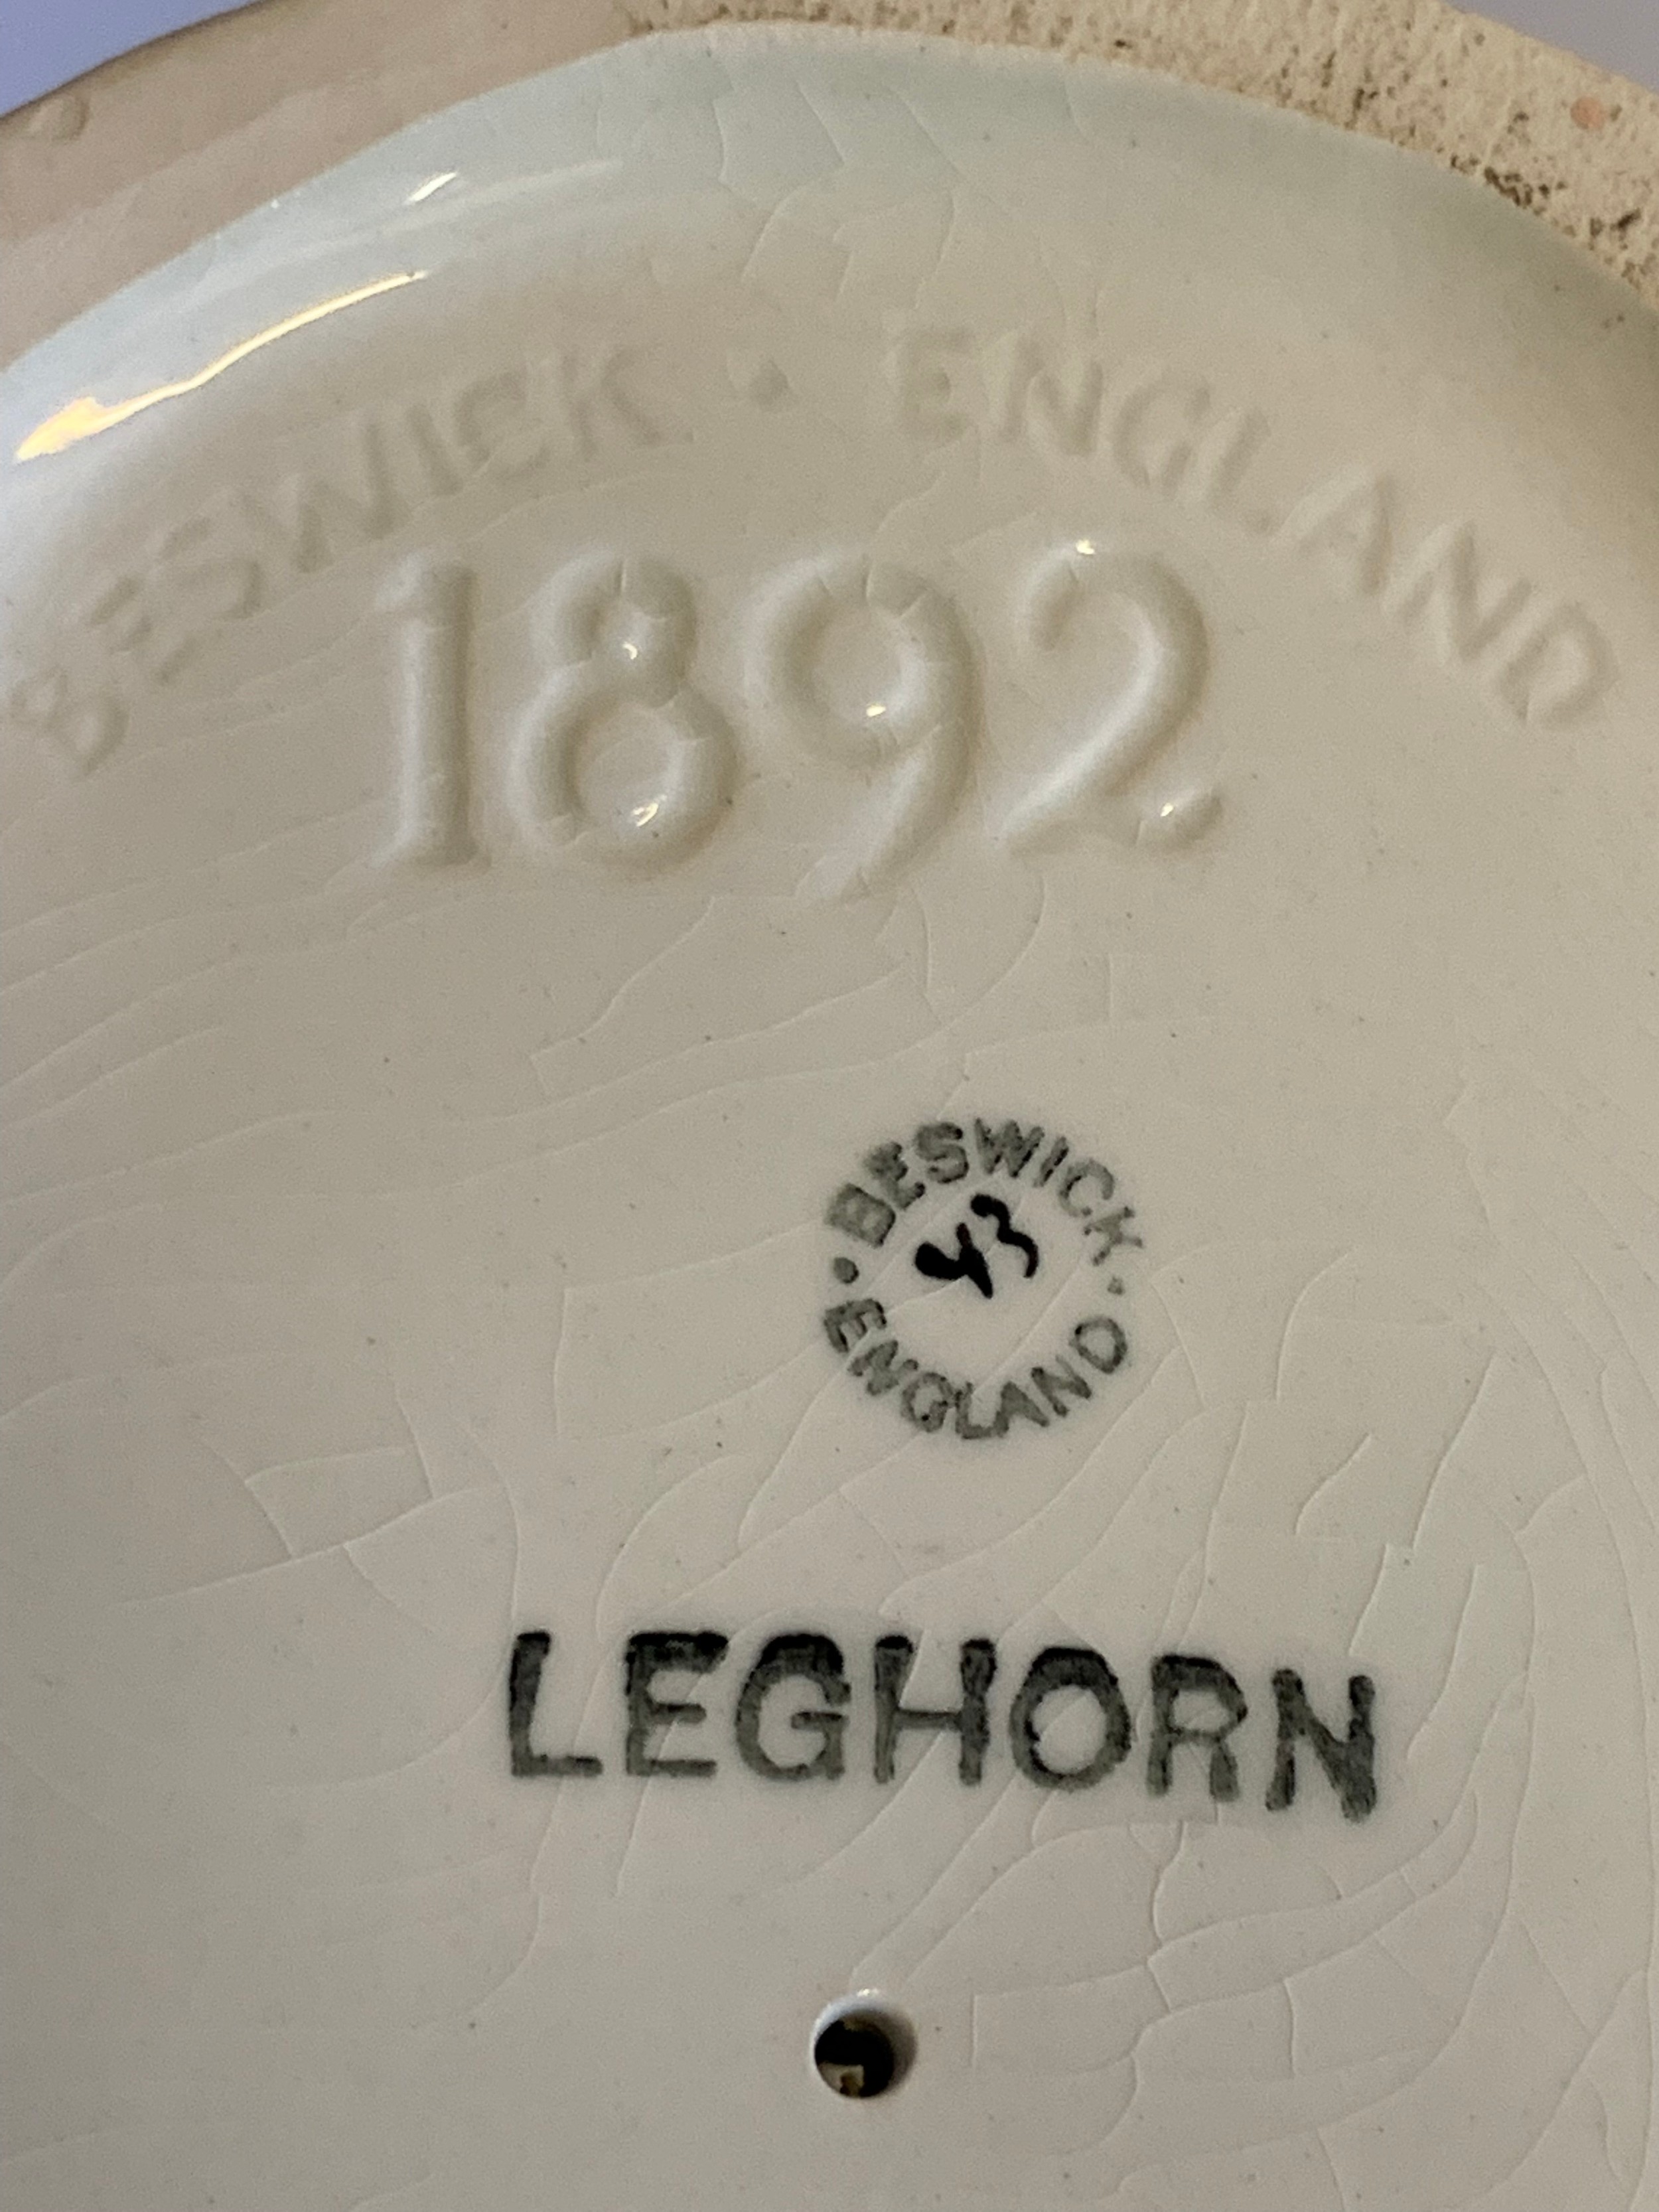 BESWICK · ENGLAND
1892
· BESWICK ·
43
ENGLAND
LEGHORN